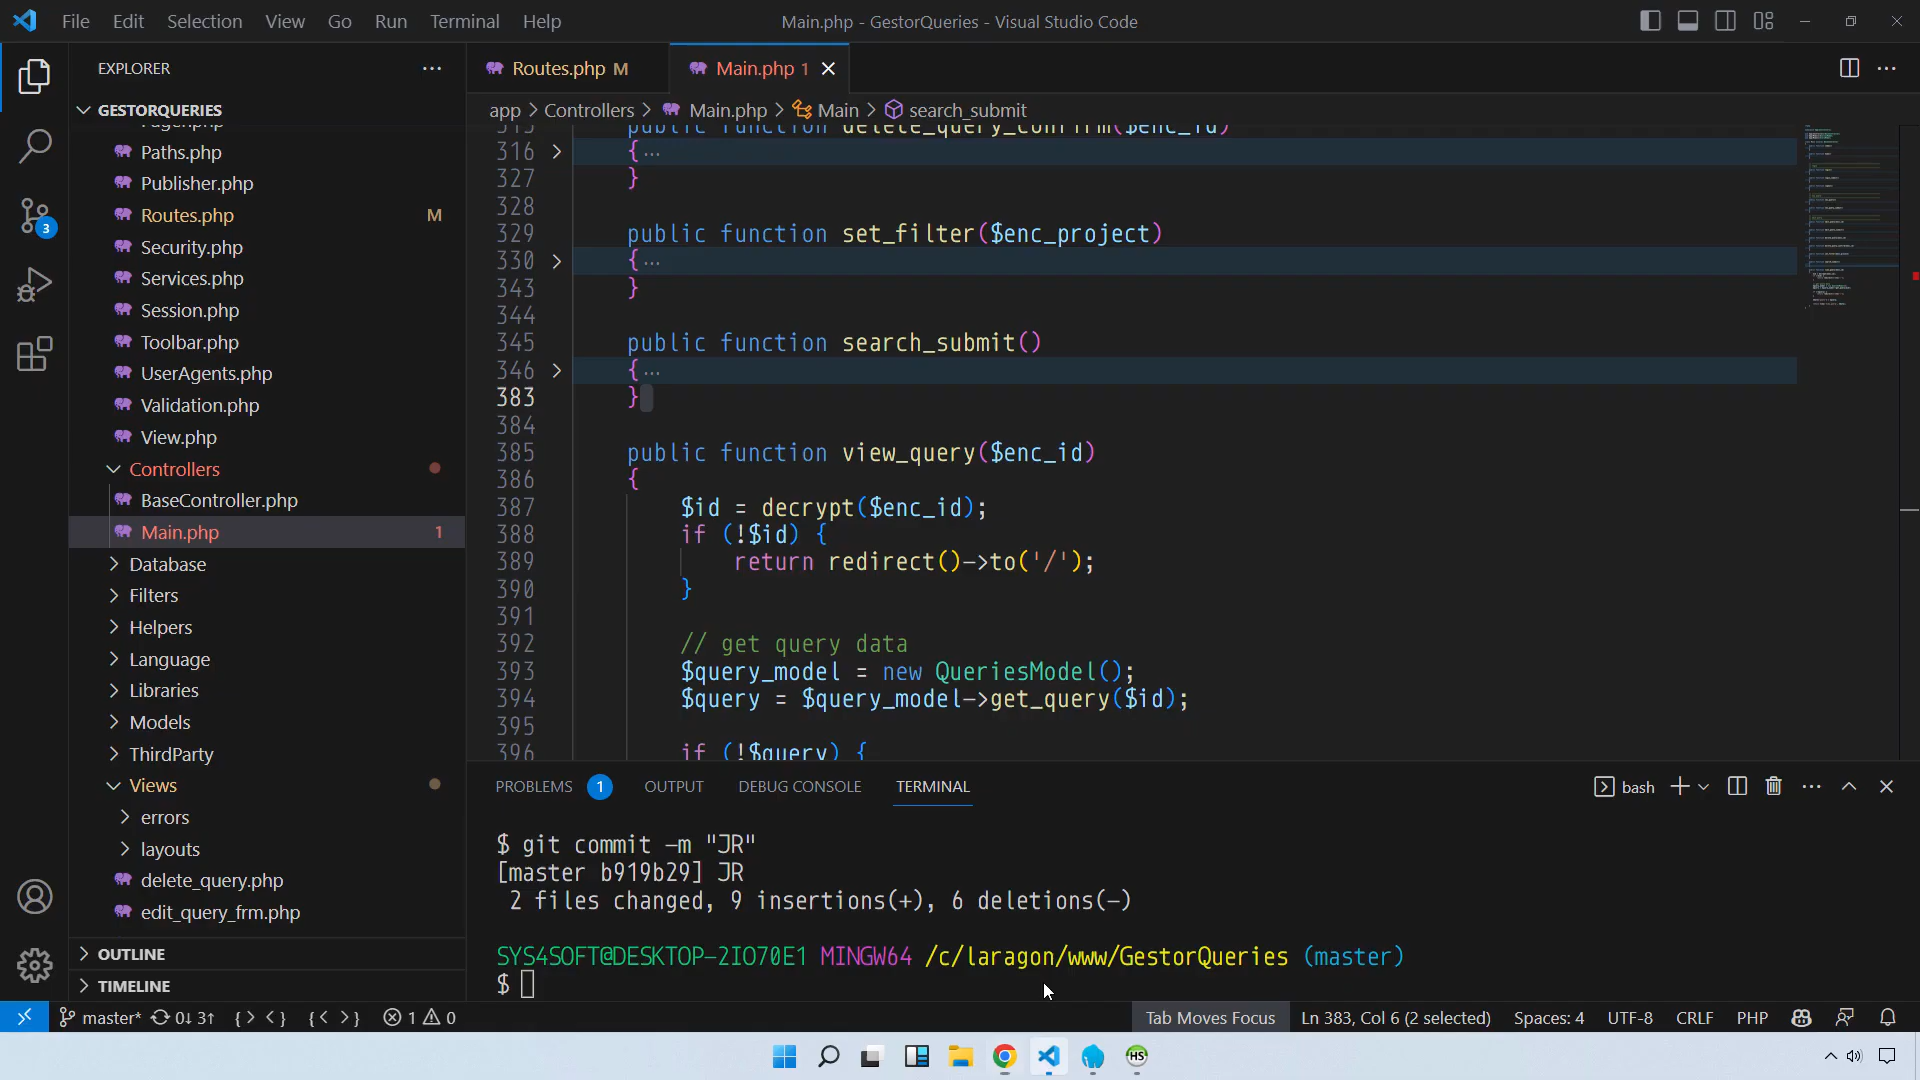 File Edit Selection View Go Run Terminal Help
Main.php - GestorQueries - Visual Studio Code
EXPLORER
GESTORQUERIES
Paths.php
Publisher.php
Routes.php M
Security.php
Services.php
Session.php
Toolbar.php
UserAgents.php
Validation.php
View.php
Controllers
BaseController.php
Main.php 1
Database
Filters
Helpers
Language
Libraries
Models
ThirdParty
Views
errors
layouts
delete_query.php
edit_query_frm.php
OUTLINE
TIMELINE
3
Routes.php M
Main.php 1
app > Controllers > Main.php > Main > search_submit
public function delete_query_confirm($enc_id)
316 {...
327 }
328
329 public function set_filter($enc_project)
330 {...
343 }
344
345 public function search_submit()
346 {...
383 }
384
385 public function view_query($enc_id)
386 {
387 $id = decrypt($enc_id);
388 if (!$id) {
389 return redirect()->to('/');
390 }
391
392 // get query data
393 $query_model = new QueriesModel();
394 $query = $query_model->get_query($id);
395
396 if (!$query) {
PROBLEMS 1 OUTPUT DEBUG CONSOLE TERMINAL
bash
$ git commit -m "JR"
[master b919b29] JR
2 files changed, 9 insertions(+), 6 deletions(-)
SYS4SOFT@DESKTOP-2IO70E1 MINGW64 /c/laragon/www/GestorQueries (master)
$
master* 0↓ 3↑ {> <} {< >} 1 0
Tab Moves Focus Ln 383, Col 6 (2 selected) Spaces: 4 UTF-8 CRLF PHP
HS